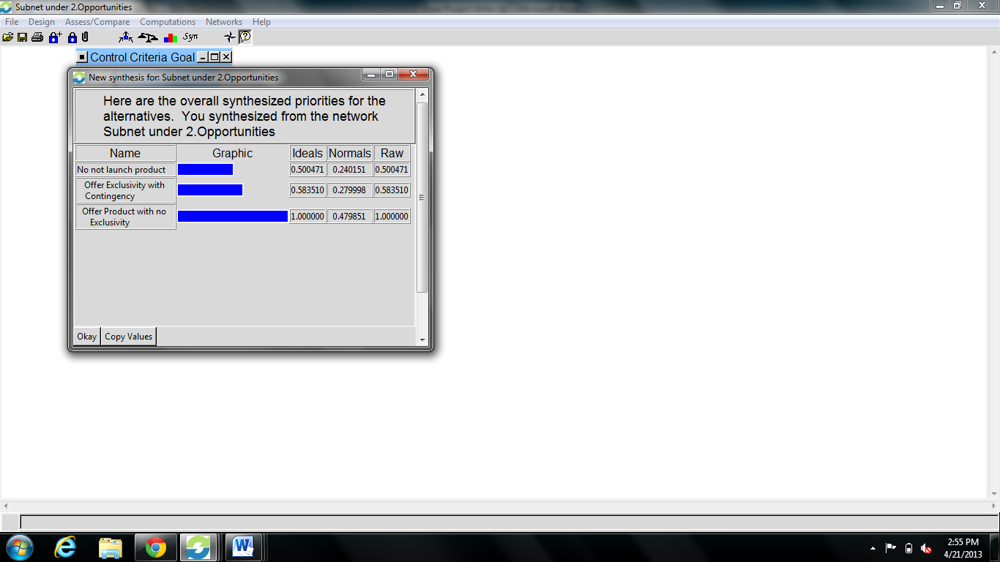 Subnet under 2.Opportunities
File Design Assess/Compare Computations Networks Help
Syn
Control Criteria Goal
New synthesis for: Subnet under 2.Opportunities
Here are the overall synthesized priorities for the
alternatives. You synthesized from the network
Subnet under 2.Opportunities
Name Graphic Ideals Normals Raw
No not launch product 0.500471 0.240151 0.500471
Offer Exclusivity with
Contingency 0.583510 0.279998 0.583510
Offer Product with no
Exclusivity 1.000000 0.479851 1.000000
Okay Copy Values
2:55 PM
4/21/2013